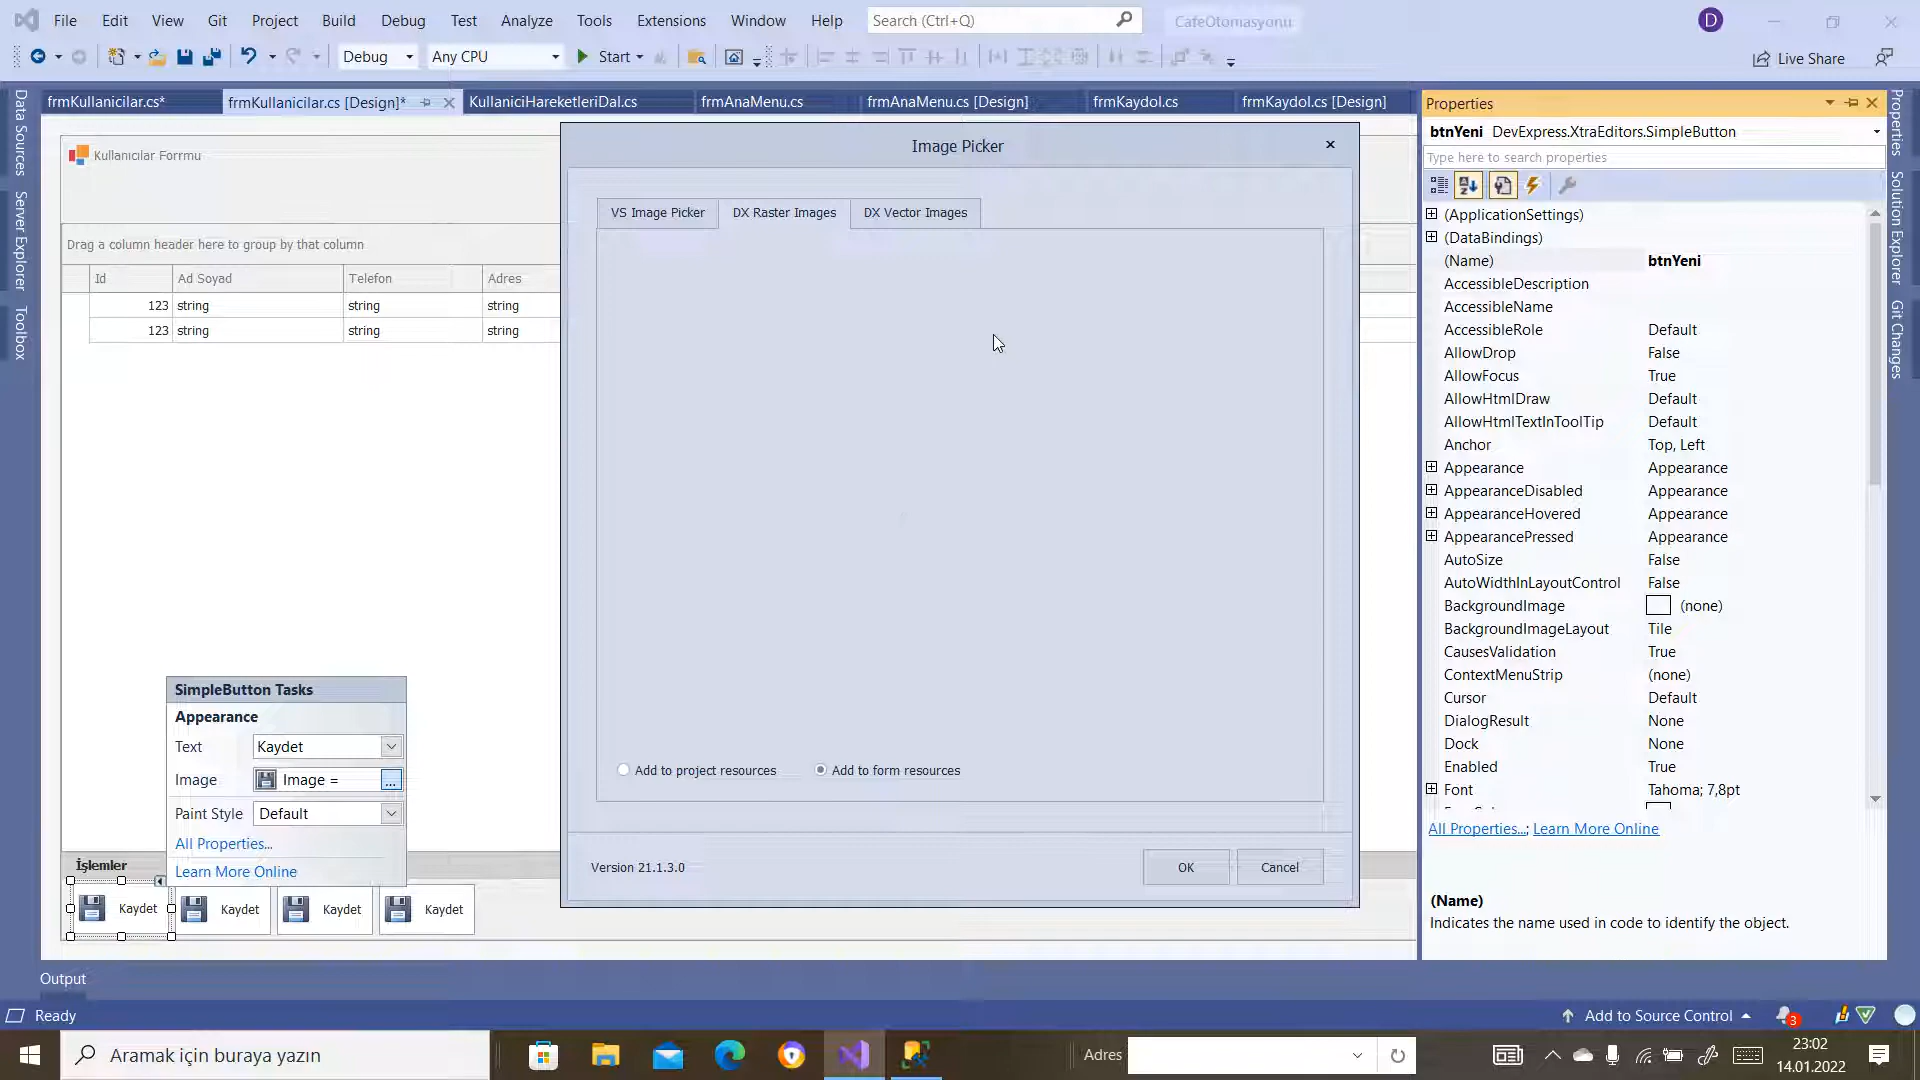 File Edit View Git Project Build Debug Test Analyze Tools Extensions Window Help Search (Ctrl+Q) CafeOtomasyonu D
Debug Any CPU Start Live Share
frmKullanicilar.cs* frmKullanicilar.cs [Design]* KullaniciHareketleriDal.cs frmAnaMenu.cs frmAnaMenu.cs [Design] frmKaydol.cs frmKaydol.cs [Design]
Data Sources
Server Explorer
Toolbox
Kullanıcılar Forrmu
Drag a column header here to group by that column
Id Ad Soyad Telefon Adres
123 string string string
123 string string string
SimpleButton Tasks
Appearance
Text Kaydet
Image Image = ...
Paint Style Default
All Properties...
Learn More Online
İşlemler
Kaydet Kaydet Kaydet Kaydet
Image Picker
VS Image Picker DX Raster Images DX Vector Images
Add to project resources Add to form resources
Version 21.1.3.0 OK Cancel
Properties
btnYeni DevExpress.XtraEditors.SimpleButton
Type here to search properties
(ApplicationSettings)
(DataBindings)
(Name) btnYeni
AccessibleDescription
AccessibleName
AccessibleRole Default
AllowDrop False
AllowFocus True
AllowHtmlDraw Default
AllowHtmlTextInToolTip Default
Anchor Top, Left
Appearance Appearance
AppearanceDisabled Appearance
AppearanceHovered Appearance
AppearancePressed Appearance
AutoSize False
AutoWidthInLayoutControl False
BackgroundImage (none)
BackgroundImageLayout Tile
CausesValidation True
ContextMenuStrip (none)
Cursor Default
DialogResult None
Dock None
Enabled True
Font Tahoma; 7,8pt
All Properties...; Learn More Online
(Name)
Indicates the name used in code to identify the object.
Properties
Solution Explorer
Git Changes
Output
Ready Add to Source Control 3
Aramak için buraya yazın Adres 23:02
14.01.2022